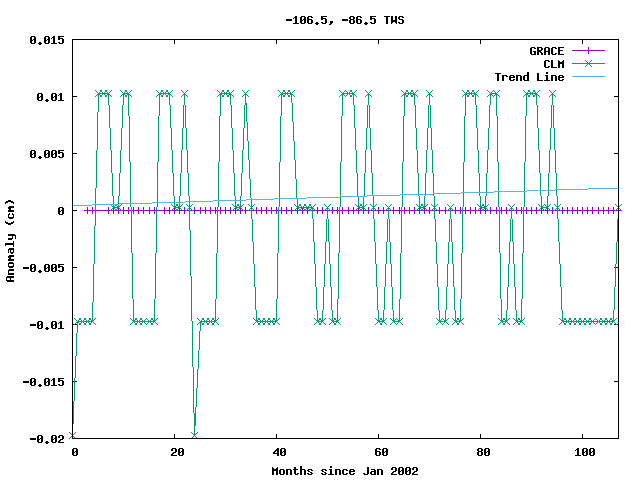 -106.5, -86.5 TWS
GRACE
CLM
Trend Line
0.015
0.01
0.005
0
-0.005
-0.01
-0.015
-0.02
Anomaly (cm)
0 20 40 60 80 100
Months since Jan 2002